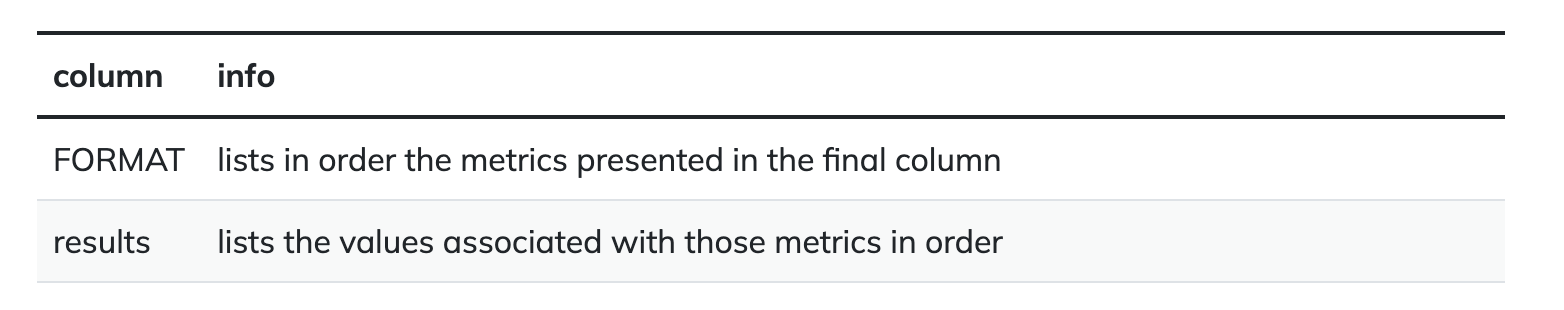 column info
FORMAT lists in order the metrics presented in the final column
results lists the values associated with those metrics in order